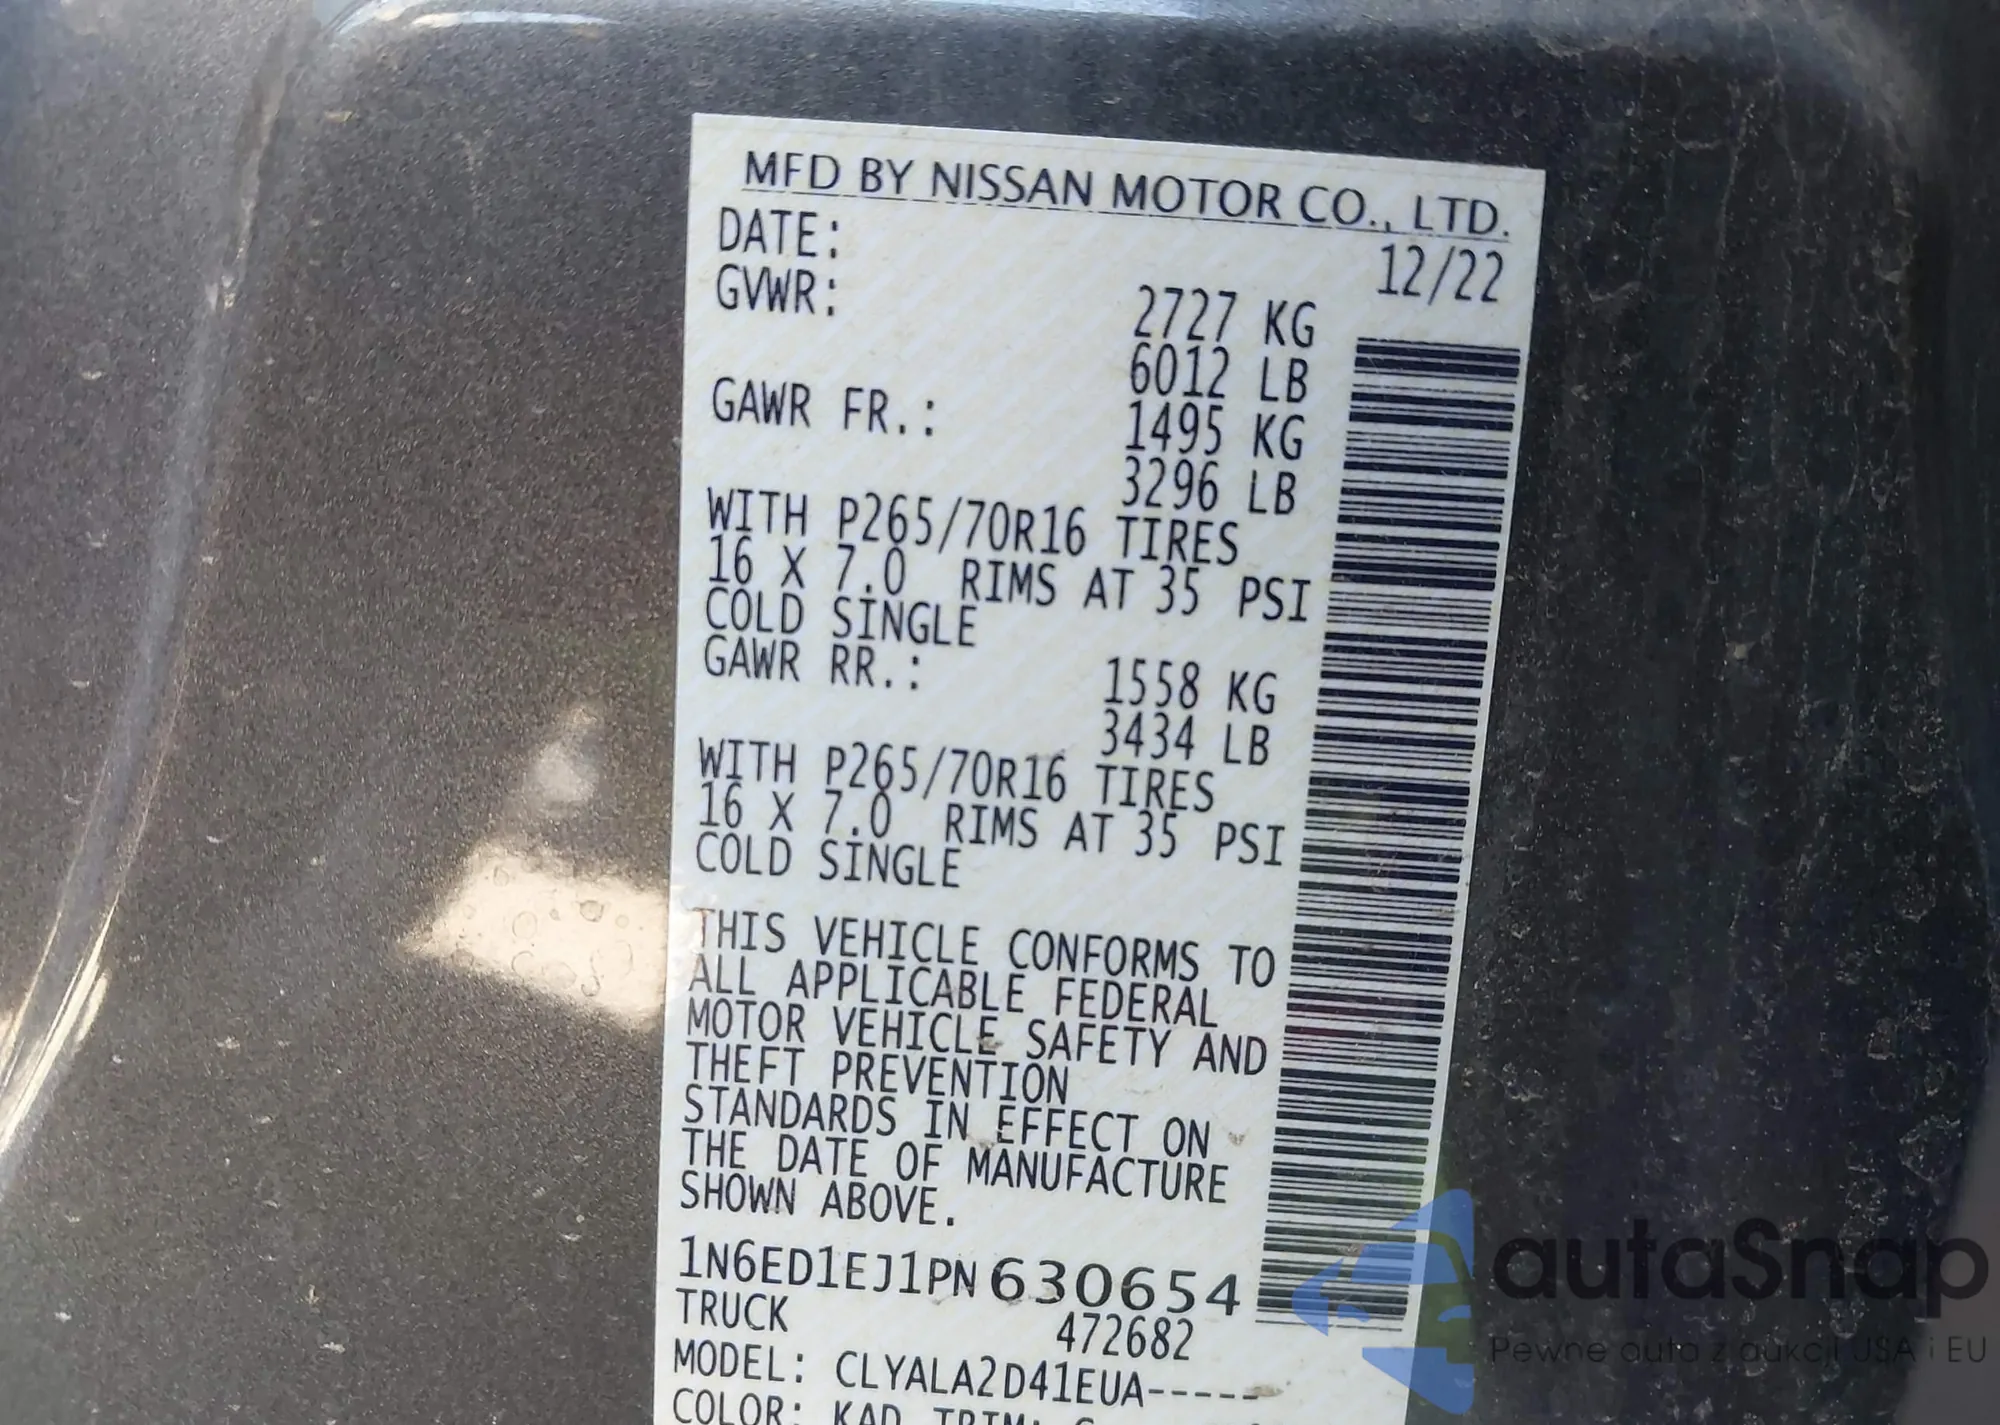 MFD BY NISSAN MOTOR CO., LTD.
DATE: 12/22
GVWR: 2727 KG
6012 LB
GAWR FR.: 1495 KG
3296 LB
WITH P265/70R16 TIRES
16 X 7.0 RIMS AT 35 PSI
COLD SINGLE
GAWR RR.: 1558 KG
3434 LB
WITH P265/70R16 TIRES
16 X 7.0 RIMS AT 35 PSI
COLD SINGLE
THIS VEHICLE CONFORMS TO
ALL APPLICABLE FEDERAL
MOTOR VEHICLE SAFETY AND
THEFT PREVENTION
STANDARDS IN EFFECT ON
THE DATE OF MANUFACTURE
SHOWN ABOVE.
1N6ED1EJ1PN630654
TRUCK 472682
MODEL: CLYALA2D41EUA-----
COLOR: KAD TRIM:
autaSnap
Pewne auta z aukcji USA i EU